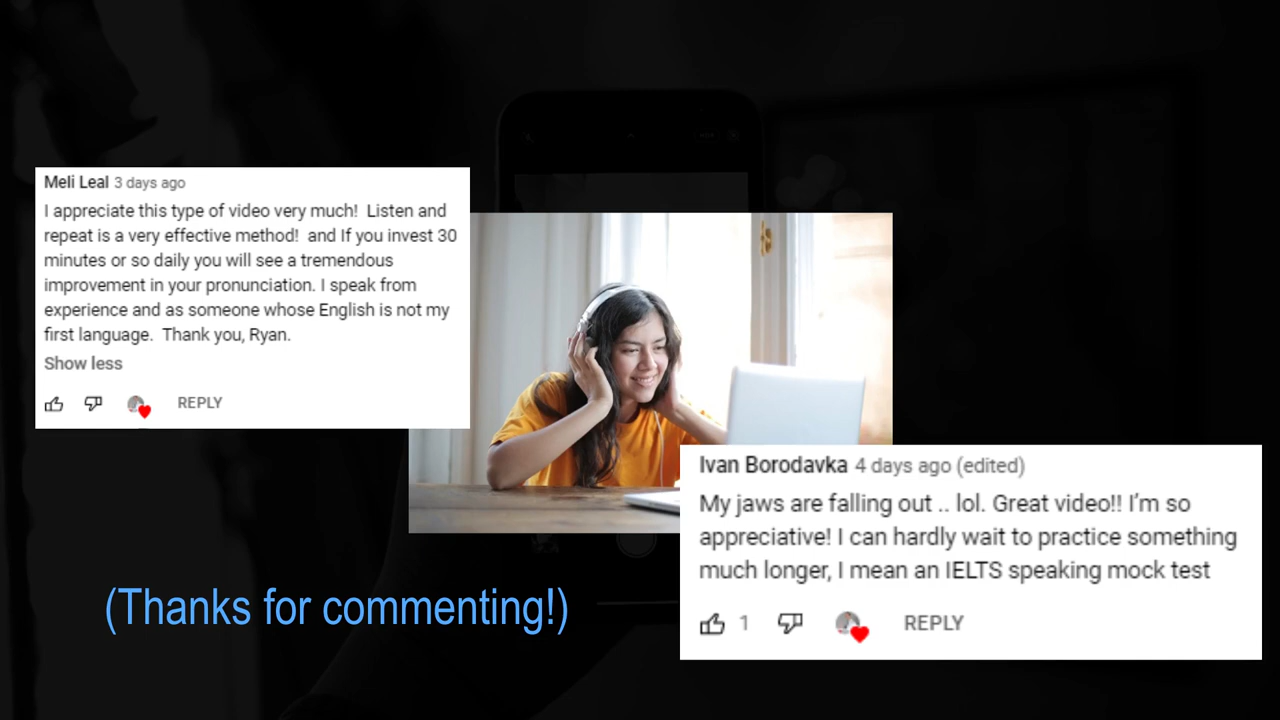 Meli Leal 3 days ago
I appreciate this type of video very much!  Listen and
repeat is a very effective method!  and If you invest 30
minutes or so daily you will see a tremendous
improvement in your pronunciation. I speak from
experience and as someone whose English is not my
first language.  Thank you, Ryan.
Show less
REPLY
Ivan Borodavka 4 days ago (edited)
My jaws are falling out .. lol. Great video!! I’m so
appreciative! I can hardly wait to practice something
much longer, I mean an IELTS speaking mock test
1 REPLY
(Thanks for commenting!)